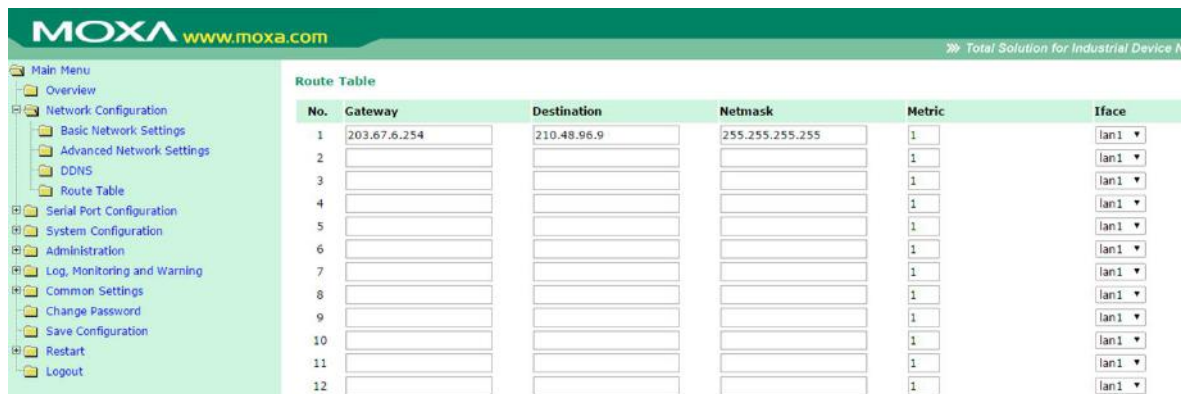 MOXA www.moxa.com
Total Solution for Industrial Device N
Main Menu
Overview
Network Configuration
Basic Network Settings
Advanced Network Settings
DDNS
Route Table
Serial Port Configuration
System Configuration
Administration
Log, Monitoring and Warning
Common Settings
Change Password
Save Configuration
Restart
Logout
Route Table
No. Gateway Destination Netmask Metric Iface
1 203.67.6.254 210.48.96.9 255.255.255.255 1 lan1
2 1 lan1
3 1 lan1
4 1 lan1
5 1 lan1
6 1 lan1
7 1 lan1
8 1 lan1
9 1 lan1
10 1 lan1
11 1 lan1
12 1 lan1